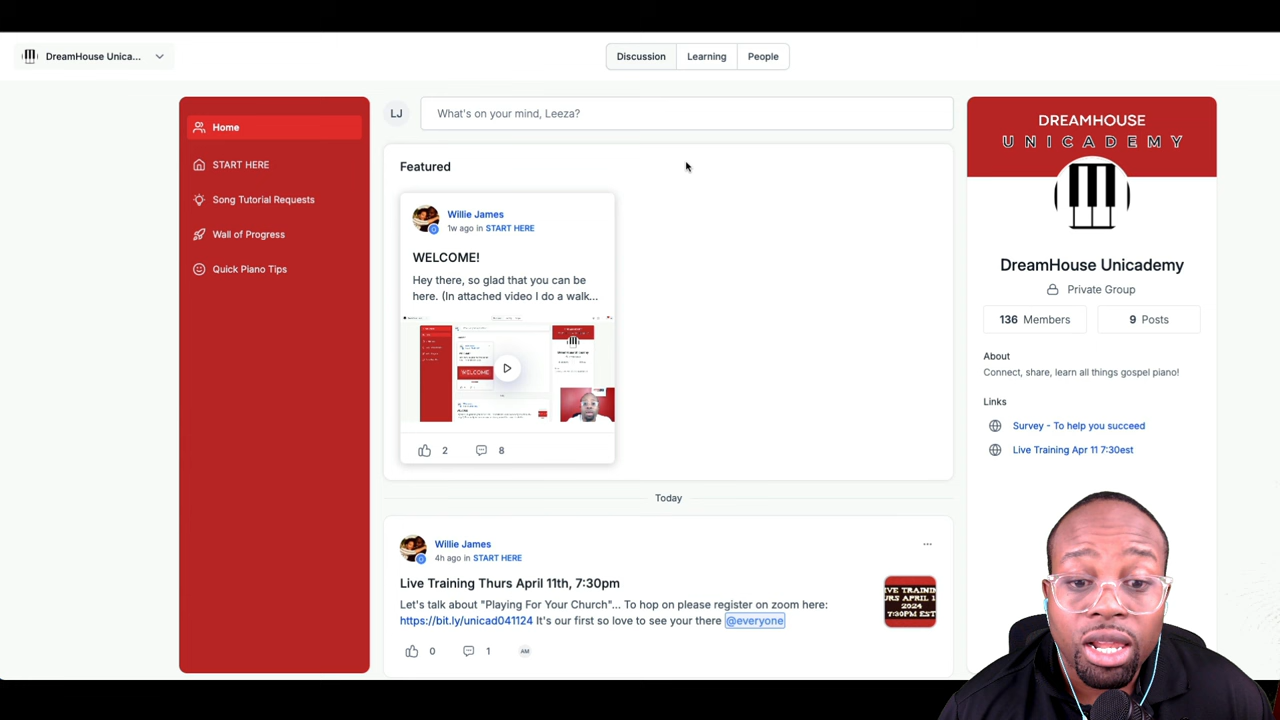 DreamHouse Unica...
Discussion
Learning
People
Home
START HERE
Song Tutorial Requests
Wall of Progress
Quick Piano Tips
LJ
What's on your mind, Leeza?
Featured
Willie James
1w ago in START HERE
WELCOME!
Hey there, so glad that you can be
here. (In attached video I do a walk...
WELCOME
2
8
Today
Willie James
4h ago in START HERE
...
Live Training Thurs April 11th, 7:30pm
Let's talk about "Playing For Your Church"... To hop on please register on zoom here:
https://bit.ly/unicad041124 It's our first so love to see your there @everyone
0
1
AM
DREAMHOUSE
UNICADEMY
DreamHouse Unicademy
Private Group
136 Members
9 Posts
About
Connect, share, learn all things gospel piano!
Links
Survey - To help you succeed
Live Training Apr 11 7:30est